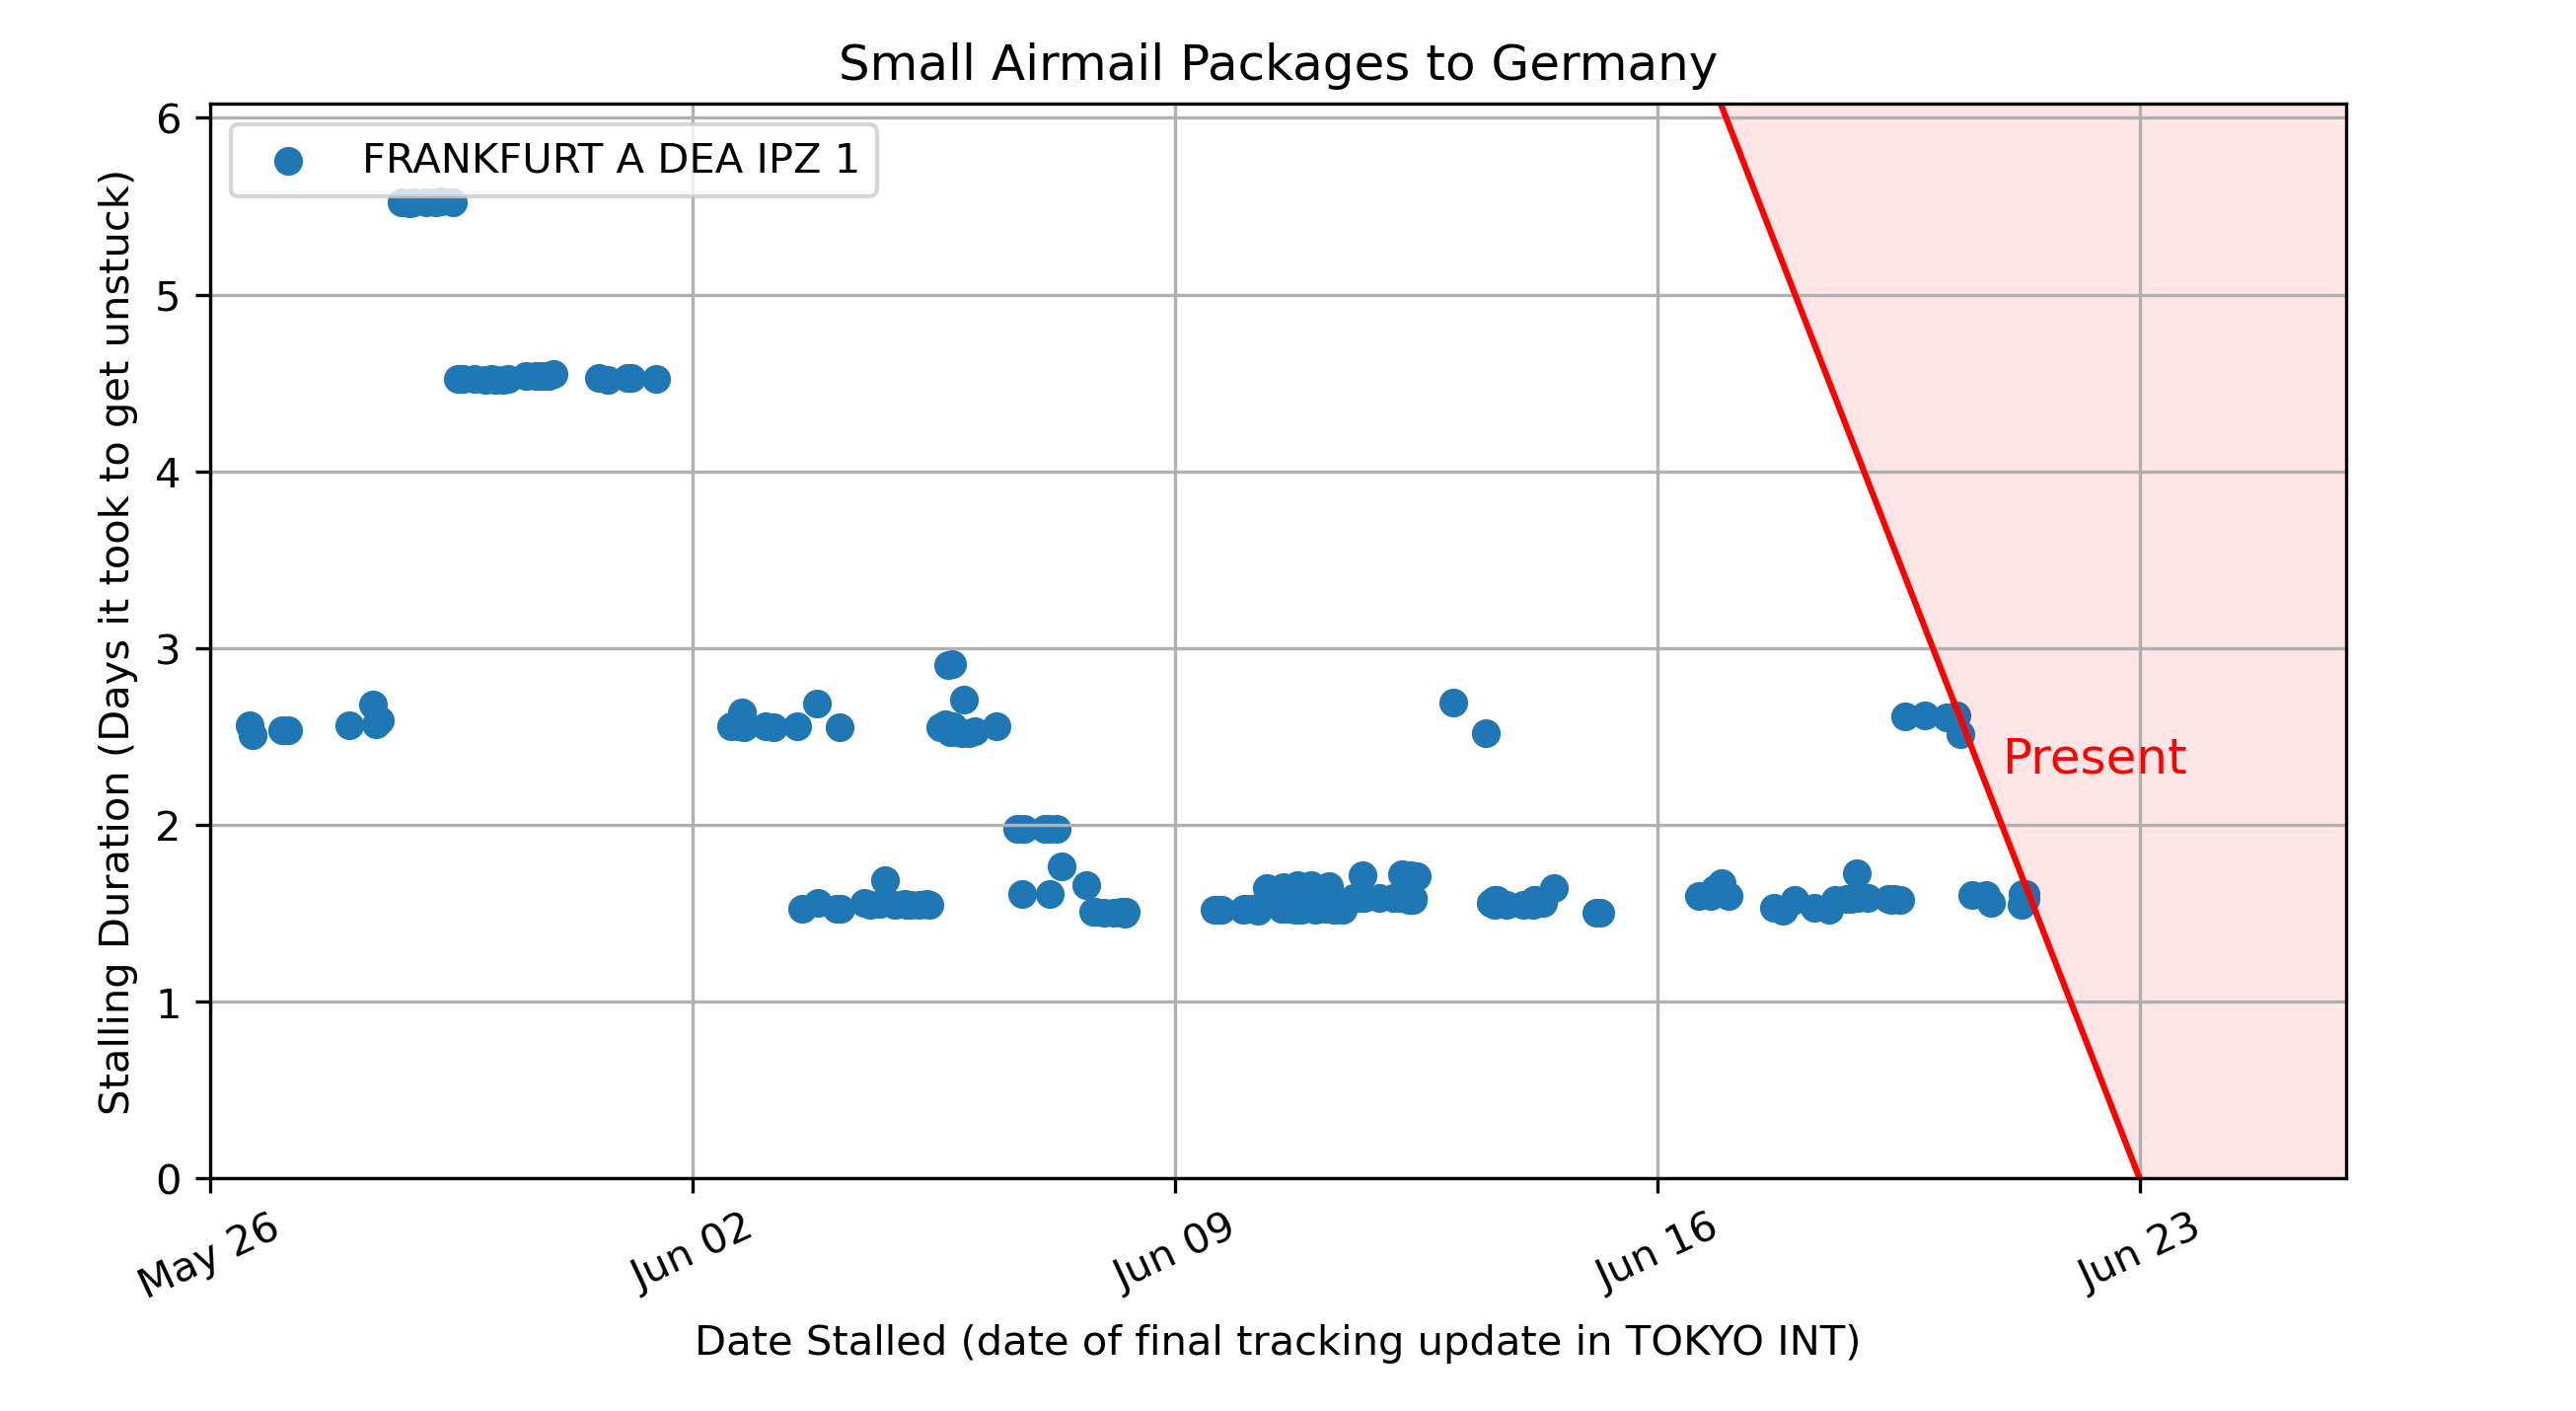 Small Airmail Packages to Germany
FRANKFURT A DEA IPZ 1
Stalling Duration (Days it took to get unstuck)
6
5
4
3
2
1
0
Present
May 26
Jun 02
Jun 09
Jun 16
Jun 23
Date Stalled (date of final tracking update in TOKYO INT)